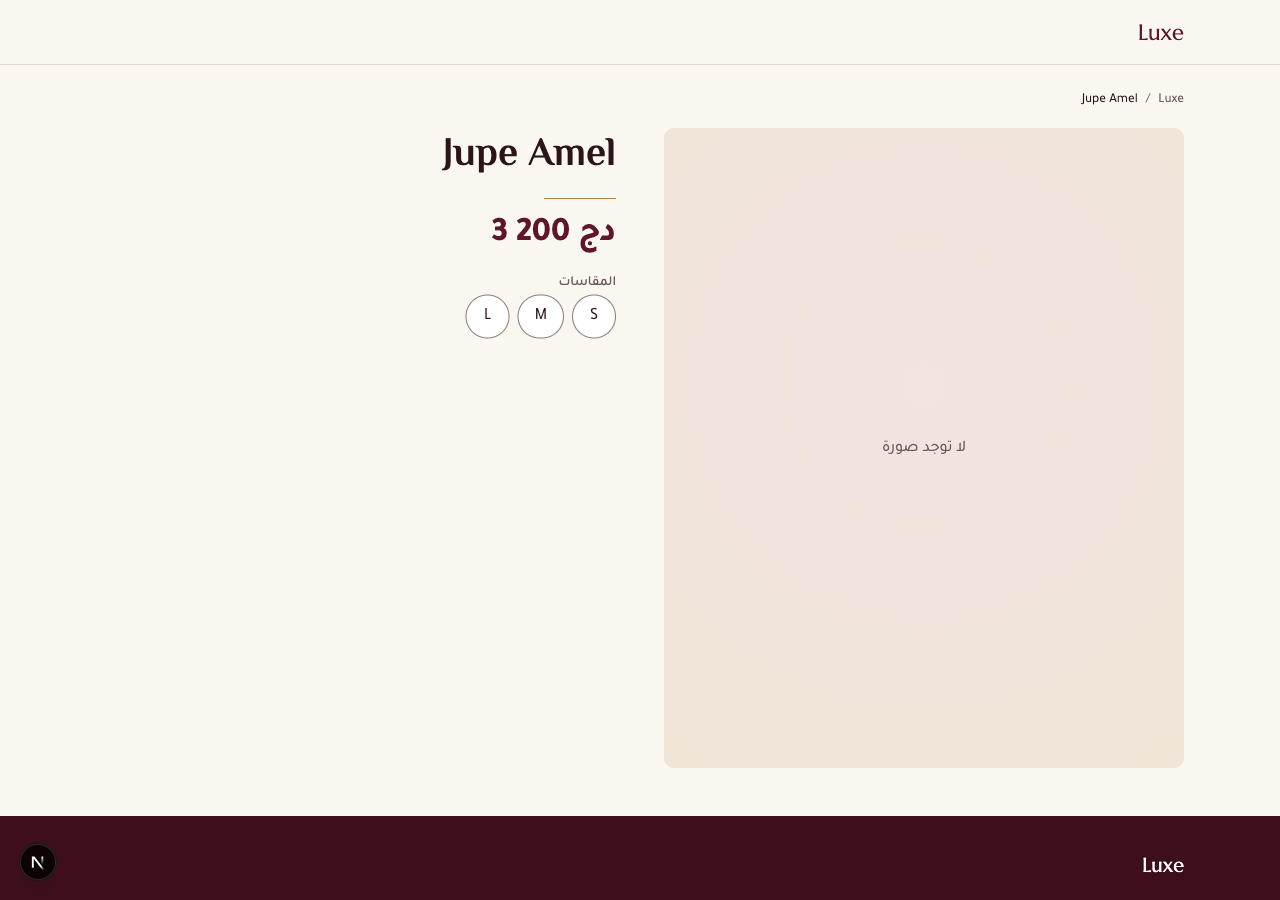 Luxe
Luxe / Jupe Amel
لا توجد صورة
Jupe Amel
3 200 دج
المقاسات
S M L
Luxe
N